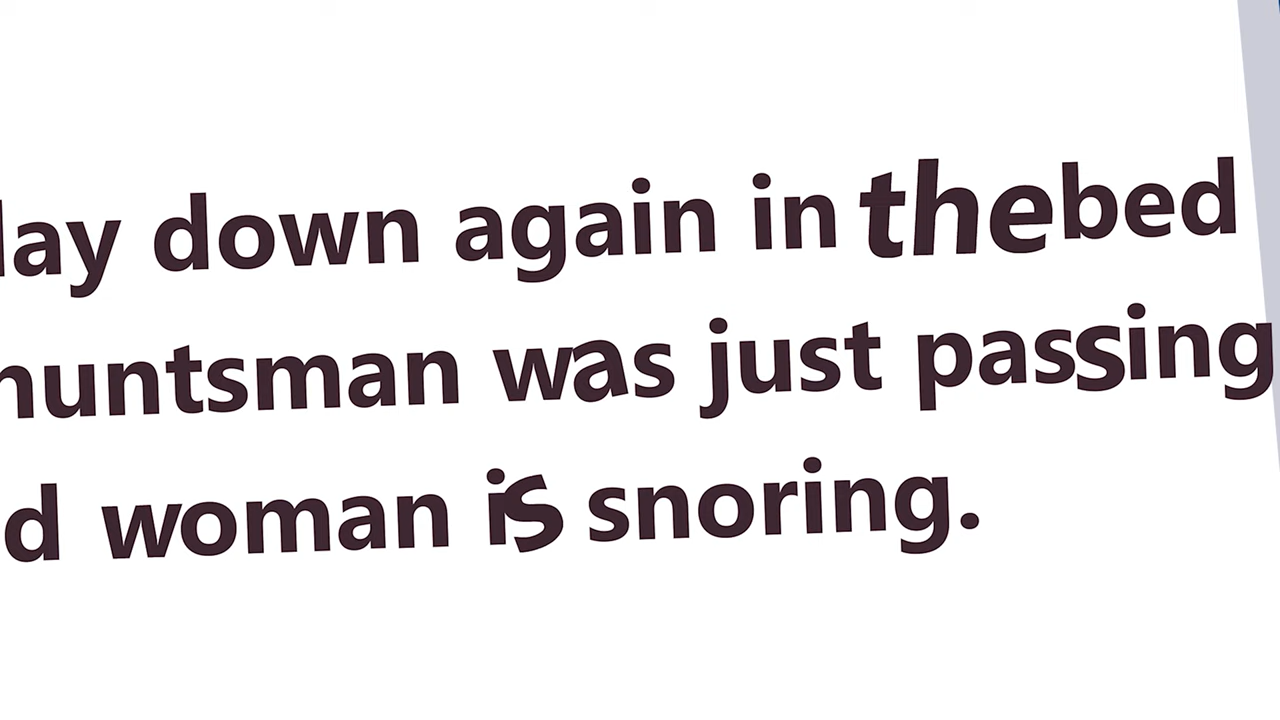 lay down again in the bed
huntsman was just passing
d woman is snoring.